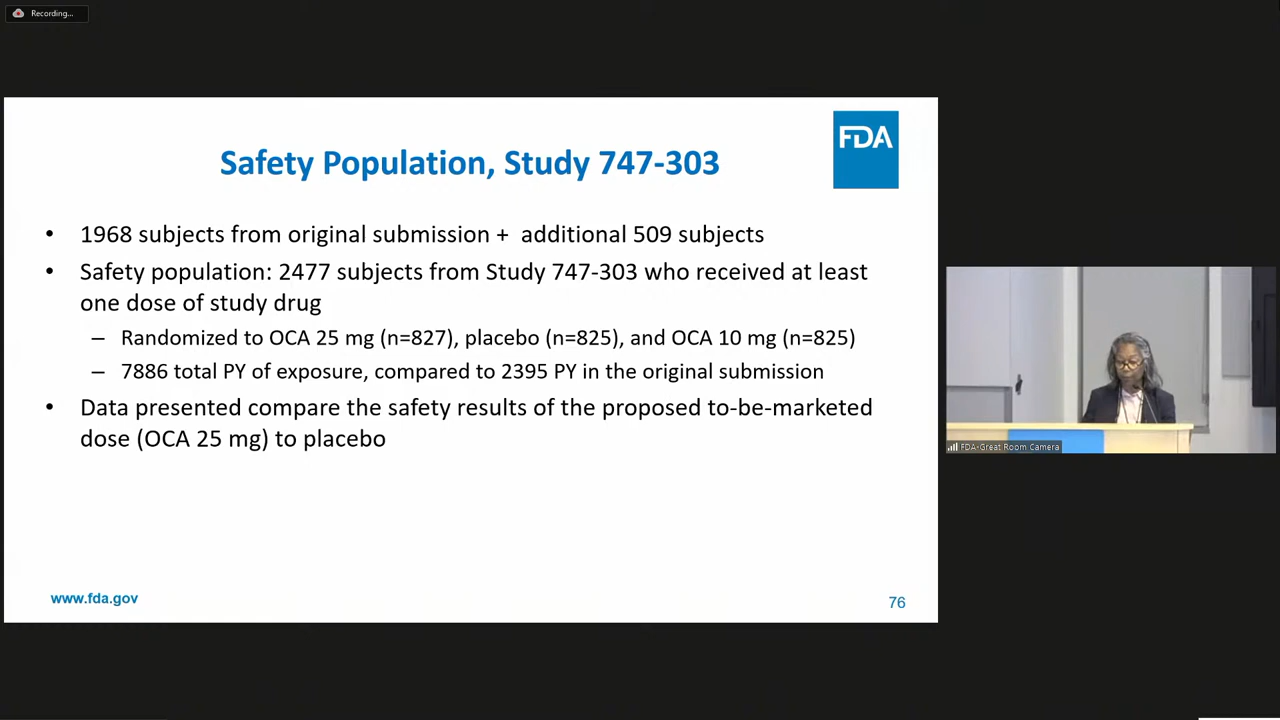 Recording...
FDA
Safety Population, Study 747-303
• 1968 subjects from original submission + additional 509 subjects
• Safety population: 2477 subjects from Study 747-303 who received at least
one dose of study drug
– Randomized to OCA 25 mg (n=827), placebo (n=825), and OCA 10 mg (n=825)
– 7886 total PY of exposure, compared to 2395 PY in the original submission
• Data presented compare the safety results of the proposed to-be-marketed
dose (OCA 25 mg) to placebo
www.fda.gov
76
FDA-Great Room Camera